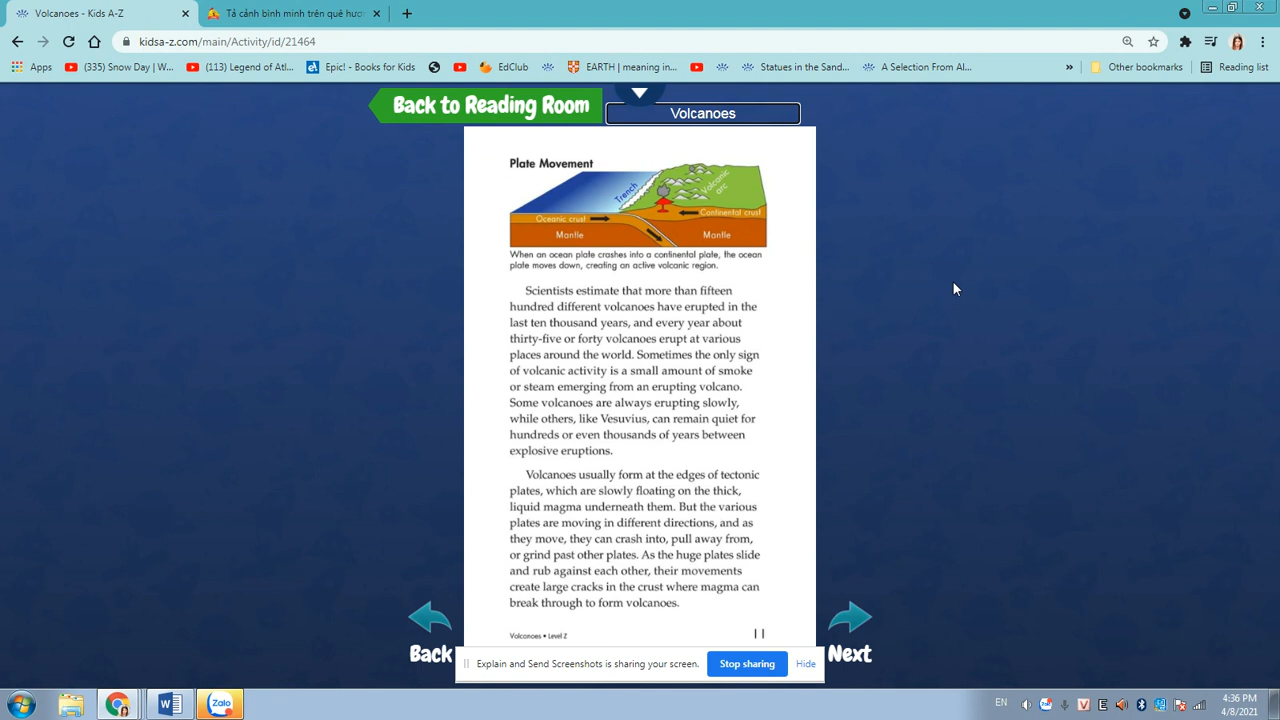 Volcanoes - Kids A-Z
Tả cảnh bình minh trên quê hươ
kidsa-z.com/main/Activity/id/21464
Apps
(335) Snow Day | W...
(113) Legend of Atl...
Epic! - Books for Kids
EdClub
EARTH | meaning in...
Statues in the Sand...
A Selection From Al...
»
Other bookmarks
Reading list
Back to Reading Room
Volcanoes
Plate Movement
Trench
Volcanic arc
Oceanic crust
Continental crust
Mantle
Mantle
When an ocean plate crashes into a continental plate, the ocean
plate moves down, creating an active volcanic region.
Scientists estimate that more than fifteen
hundred different volcanoes have erupted in the
last ten thousand years, and every year about
thirty-five or forty volcanoes erupt at various
places around the world. Sometimes the only sign
of volcanic activity is a small amount of smoke
or steam emerging from an erupting volcano.
Some volcanoes are always erupting slowly,
while others, like Vesuvius, can remain quiet for
hundreds or even thousands of years between
explosive eruptions.
Volcanoes usually form at the edges of tectonic
plates, which are slowly floating on the thick,
liquid magma underneath them. But the various
plates are moving in different directions, and as
they move, they can crash into, pull away from,
or grind past other plates. As the huge plates slide
and rub against each other, their movements
create large cracks in the crust where magma can
break through to form volcanoes.
Volcanoes • Level Z
11
Back
Next
Explain and Send Screenshots is sharing your screen.
Stop sharing
Hide
Zalo
EN
4:36 PM
4/8/2021